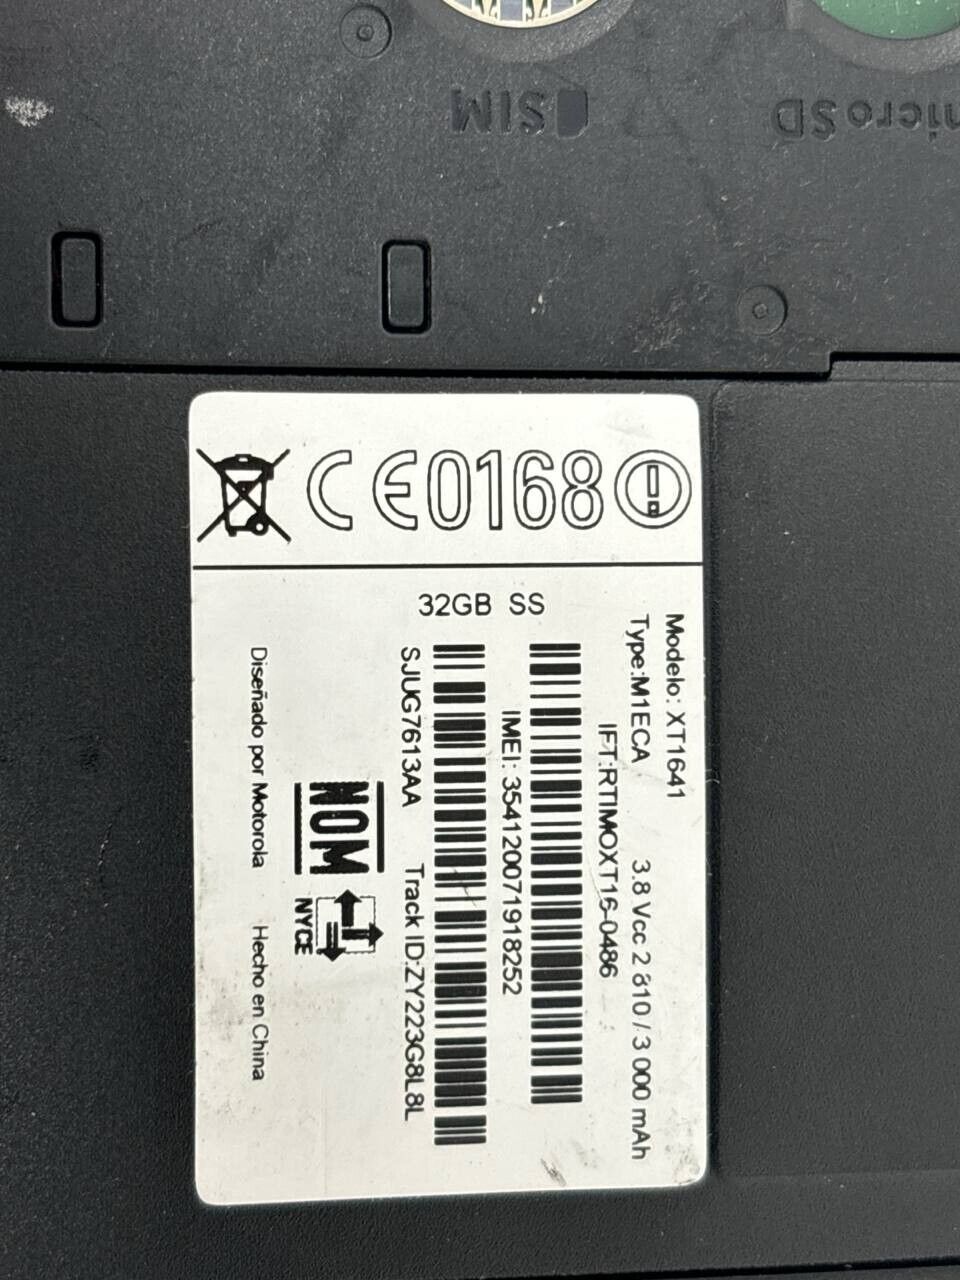 SIM
microSD
CE0168
32GB SS
Modelo: XT1641
Type:M1ECA 3.8 Vcc 2 810 / 3 000 mAh
IFT:RTIMOXT16-0486
IMEI: 354120071918252
SJUG7613AA Track ID:ZY223G8L8L
NOM
NYCE
Diseñado por Motorola Hecho en China